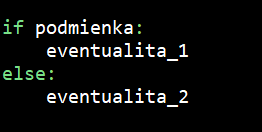 if podmienka:
    eventualita_1
else:
    eventualita_2